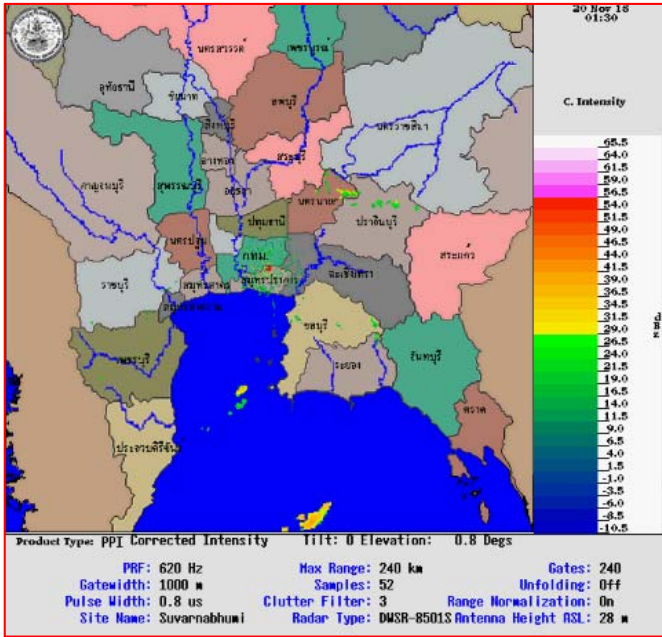 20 Nov 18
01:30
C. Intensity
นครสวรรค์
เพชรบูรณ์
อุทัยธานี
ชัยนาท
ลพบุรี
สิงห์บุรี
นครราชสีมา
อ่างทอง
สระบุรี
กาญจนบุรี
สุพรรณบุรี
อยุธยา
นครนายก
ปราจีนบุรี
ปทุมธานี
นครปฐม
กทม.
สระแก้ว
ฉะเชิงเทรา
ราชบุรี
สมุทรสาคร
สมุทรปราการ
ชลบุรี
เพชรบุรี
ระยอง
จันทบุรี
ตราด
ประจวบคีรีขันธ์
65.5
64.0
61.5
59.0
56.5
54.0
51.5
49.0
46.5
44.0
41.5
39.0
36.5
34.0
31.5
29.0
26.5
24.0
21.5
19.0
16.5
14.0
11.5
9.0
6.5
4.0
1.5
-1.0
-3.5
-6.0
-8.5
-10.5
Product Type: PPI Corrected Intensity Tilt: 0 Elevation: 0.8 Degs
PRF: 620 Hz Max Range: 240 km Gates: 240
Gatewidth: 1000 m Samples: 52 Unfolding: Off
Pulse Width: 0.8 us Clutter Filter: 3 Range Normalization: On
Site Name: Suvarnabhumi Radar Type: DWSR-8501S Antenna Height ASL: 28 m